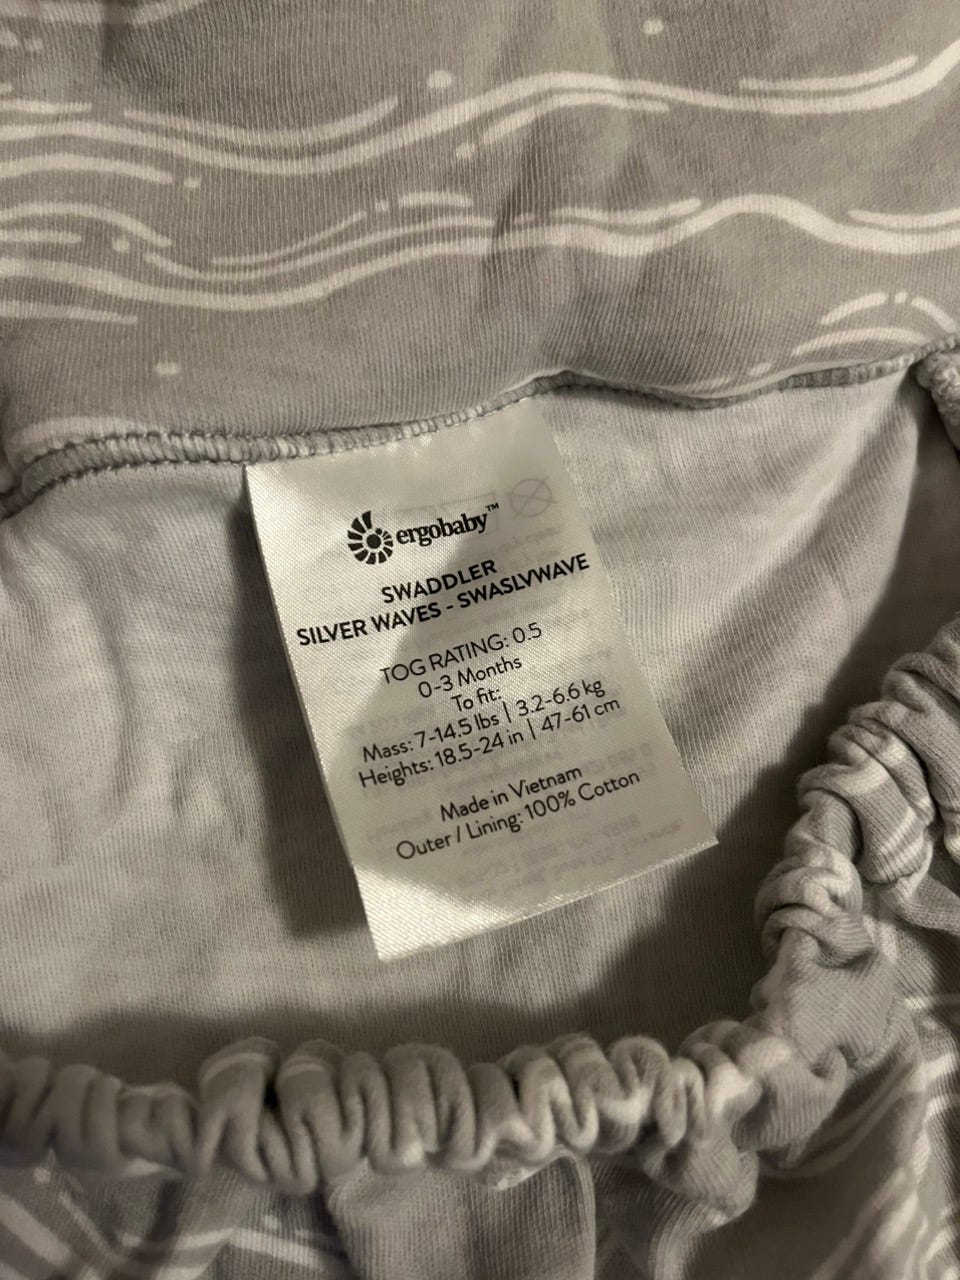 ergobaby™
SWADDLER
SILVER WAVES - SWASLVWAVE
TOG RATING: 0.5
0-3 Months
To fit:
Mass: 7-14.5 lbs | 3.2-6.6 kg
Heights: 18.5-24 in | 47-61 cm
Made in Vietnam
Outer / Lining: 100% Cotton